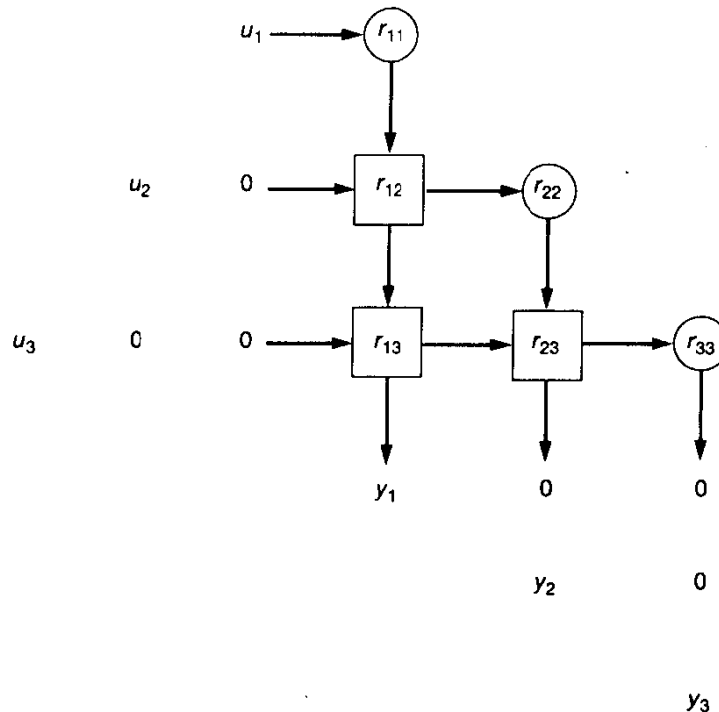 u₁ r₁₁
u₂ 0 r₁₂ r₂₂
u₃ 0 0 r₁₃ r₂₃ r₃₃
y₁ 0 0
y₂ 0
y₃